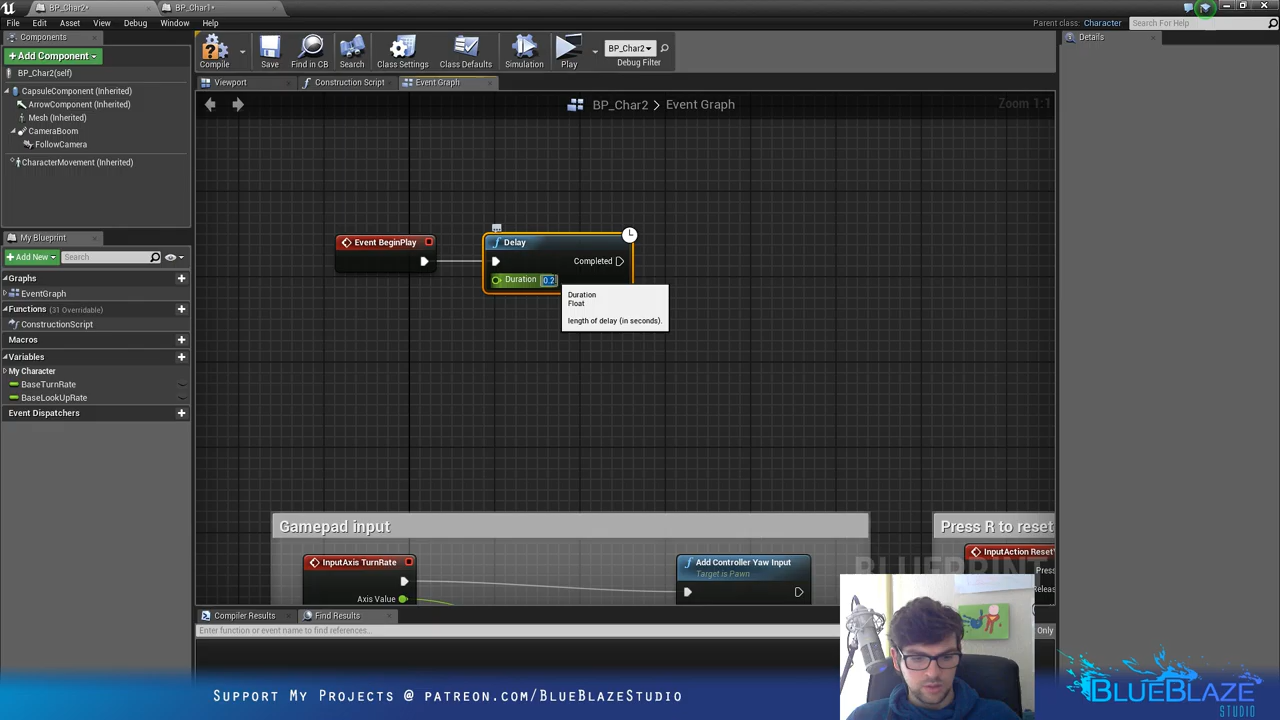 BP_Char2*
BP_Char1*
File
Edit
Asset
View
Debug
Window
Help
Parent class: Character
Search For Help
Components
Add Component
BP_Char2(self)
CapsuleComponent (Inherited)
ArrowComponent (Inherited)
Mesh (Inherited)
CameraBoom
FollowCamera
CharacterMovement (Inherited)
Compile
Save
Find in CB
Search
Class Settings
Class Defaults
Simulation
Play
BP_Char2
Debug Filter
Details
Viewport
Construction Script
Event Graph
BP_Char2 > Event Graph
Zoom 1:1
My Blueprint
Add New
Search
Graphs
EventGraph
Functions (31 Overridable)
ConstructionScript
Macros
Variables
My Character
BaseTurnRate
BaseLookUpRate
Event Dispatchers
Event BeginPlay
Delay
Completed
Duration 0.2
Duration
Float
length of delay (in seconds).
Gamepad input
Press R to reset
InputAxis TurnRate
Axis Value
Add Controller Yaw Input
Target is Pawn
InputAction Reset
Compiler Results
Find Results
Enter function or event name to find references...
Only
Support My Projects @ patreon.com/BlueBlazeStudio
BlueBlaze
Studio